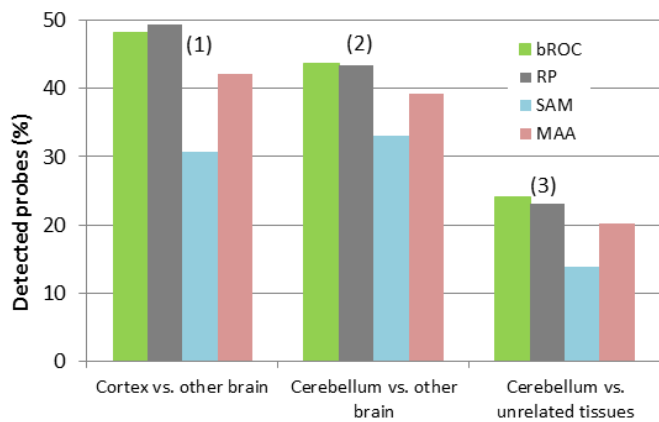 50
40
30
20
10
0
Detected probes (%)
(1)
(2)
(3)
bROC
RP
SAM
MAA
Cortex vs. other brain
Cerebellum vs. other
brain
Cerebellum vs.
unrelated tissues